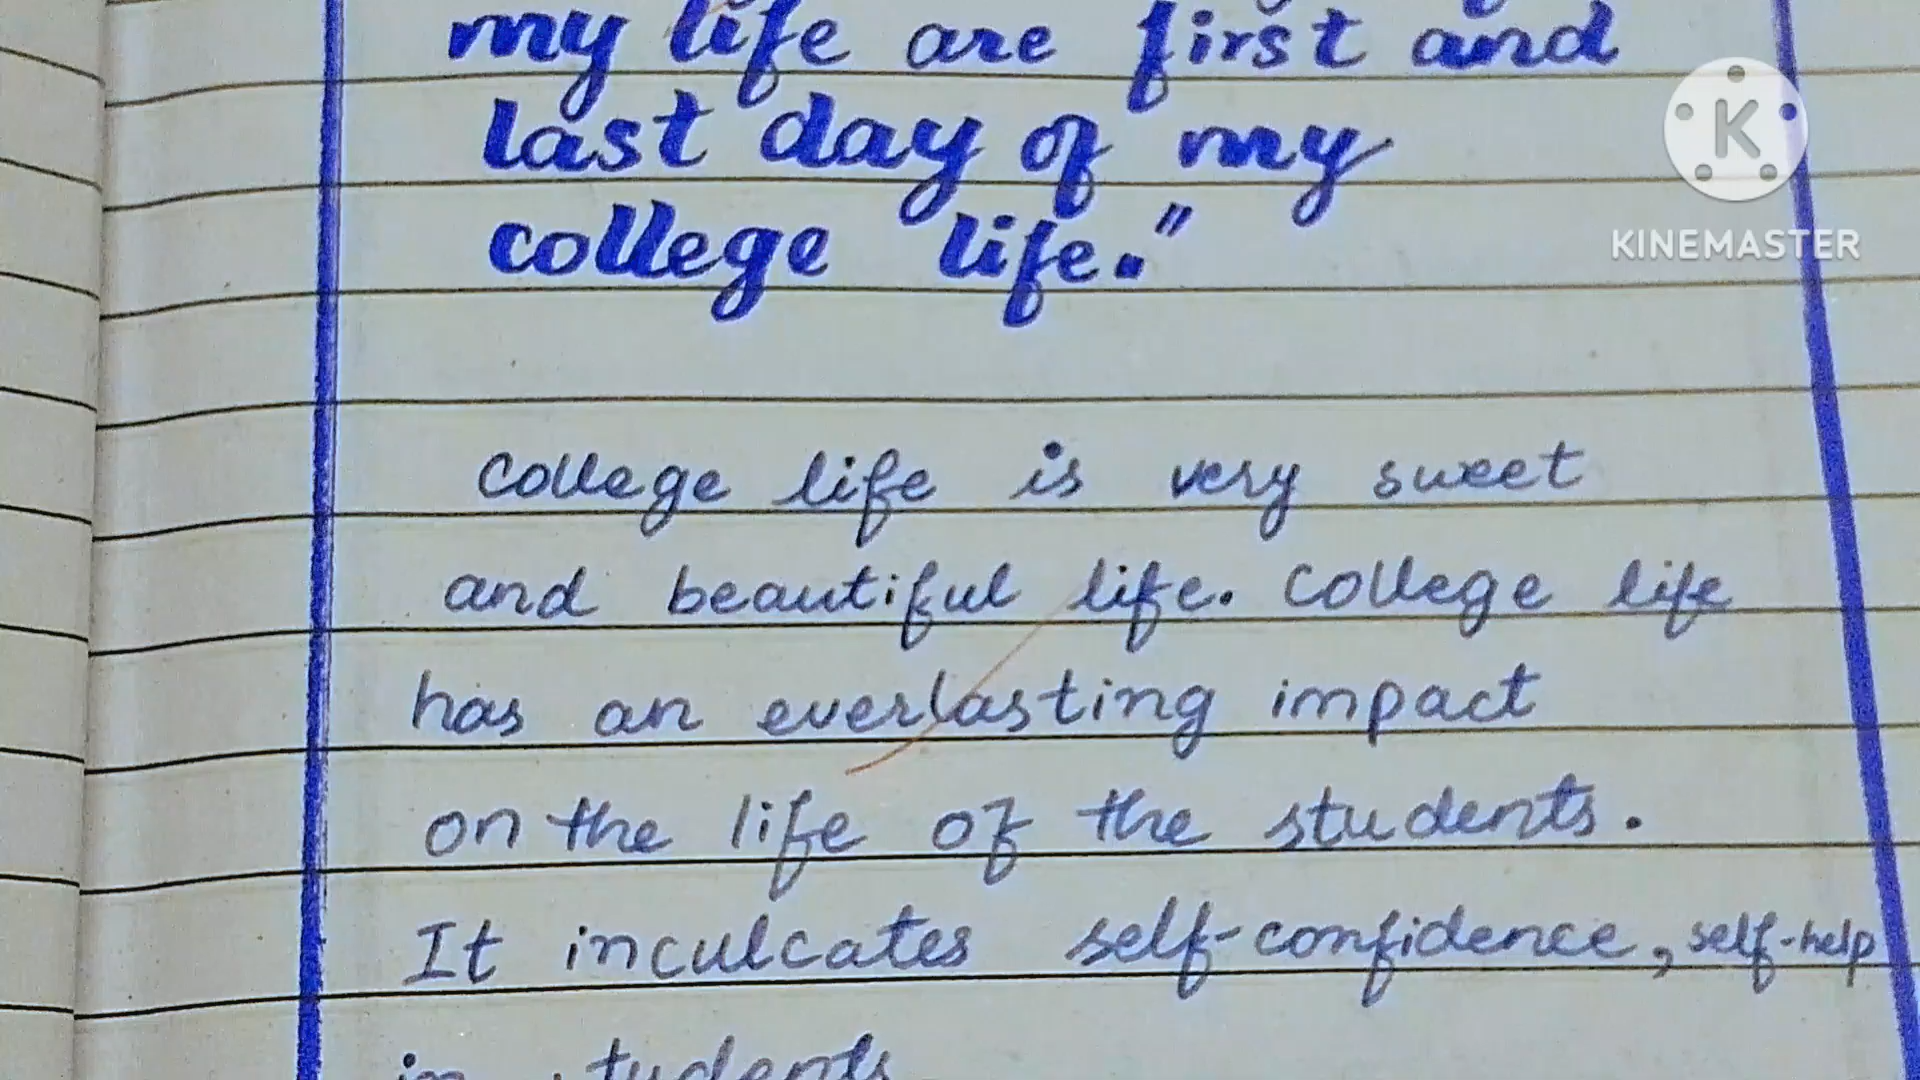 my life are first and
last day of my
college life."
K
KINEMASTER
College life is very sweet
and beautiful life. College life
has an everlasting impact
on the life of the students.
It inculcates self-confidence, self-help
in students